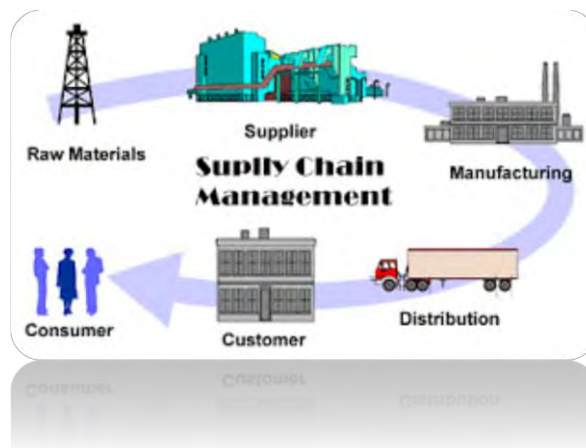 Supplier
Raw Materials
Suplly Chain
Management
Manufacturing
Consumer
Customer
Distribution